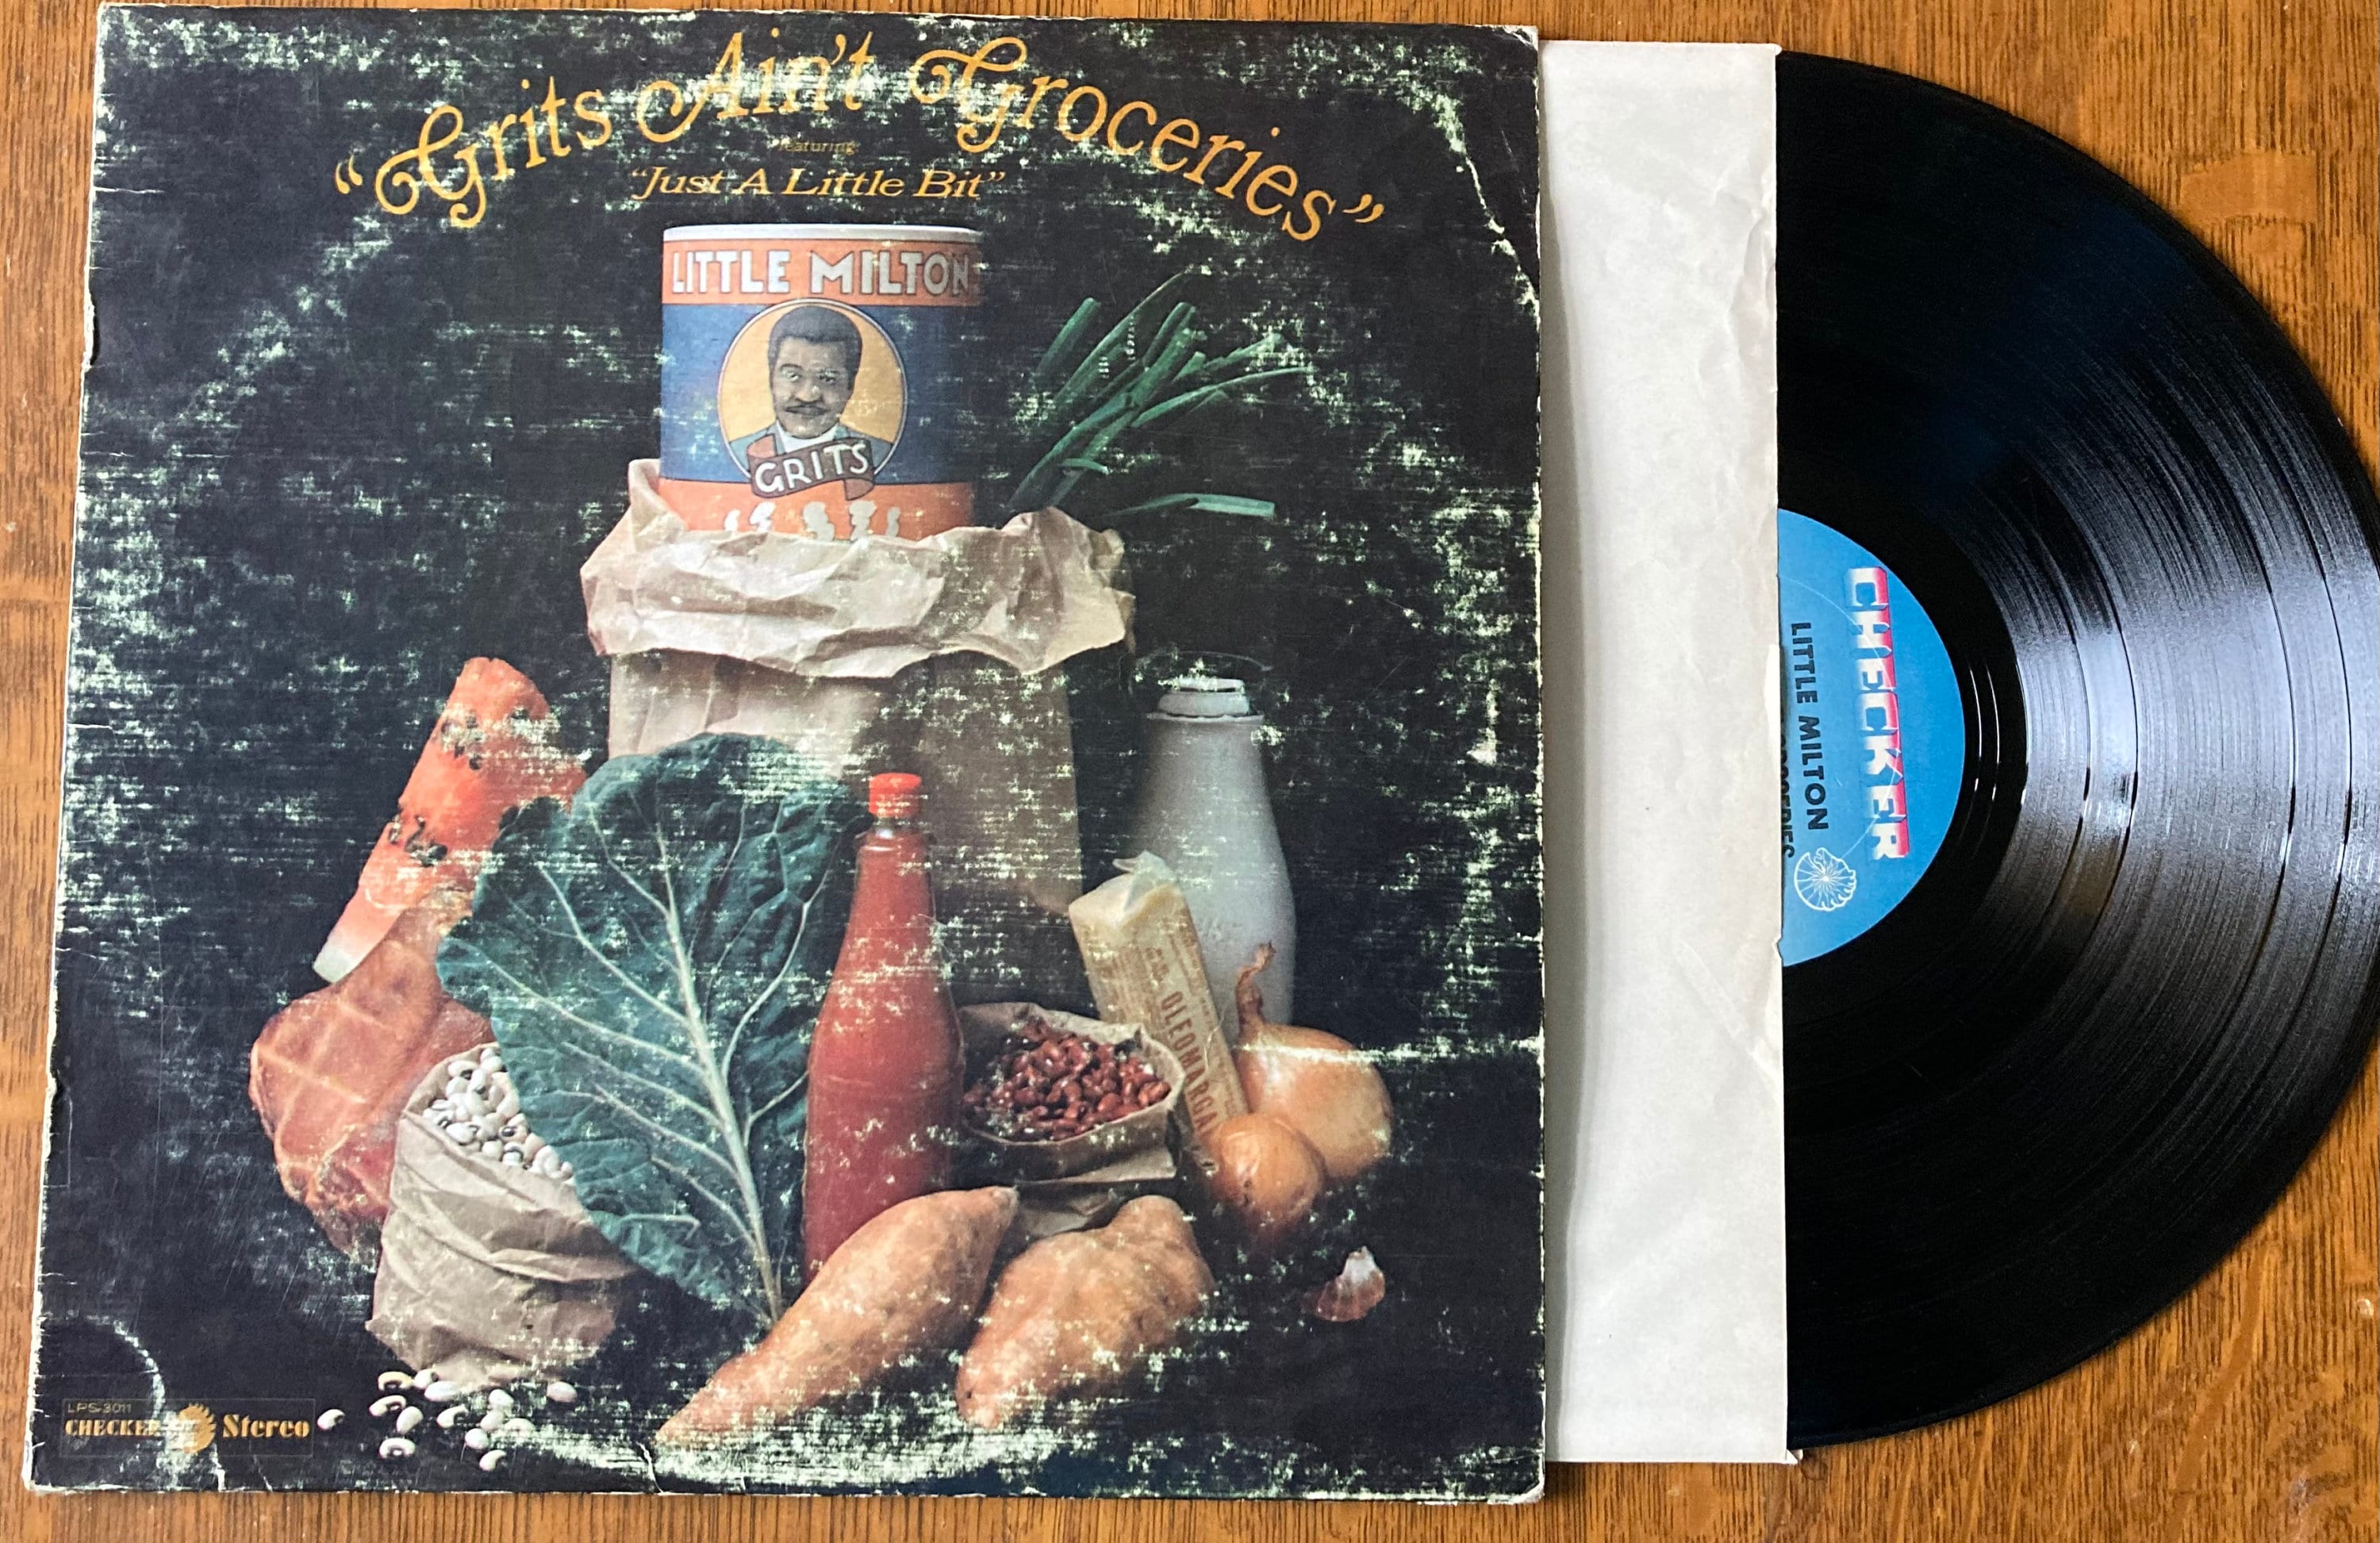 “Grits Ain't Groceries”
Featuring
“Just A Little Bit”
LITTLE MILTON
GRITS
OLEOMARGA
LPS-3011
CHECKER Stereo
CHECKER
LITTLE MILTON